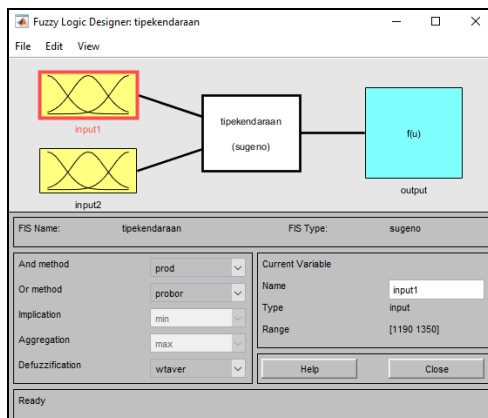 Fuzzy Logic Designer: tipekendaraan
File Edit View
input1
input2
tipekendaraan
(sugeno)
f(u)
output
FIS Name: tipekendaraan FIS Type: sugeno
And method prod
Or method probor
Implication min
Aggregation max
Defuzzification wtaver
Current Variable
Name input1
Type input
Range [1190 1350]
Help Close
Ready